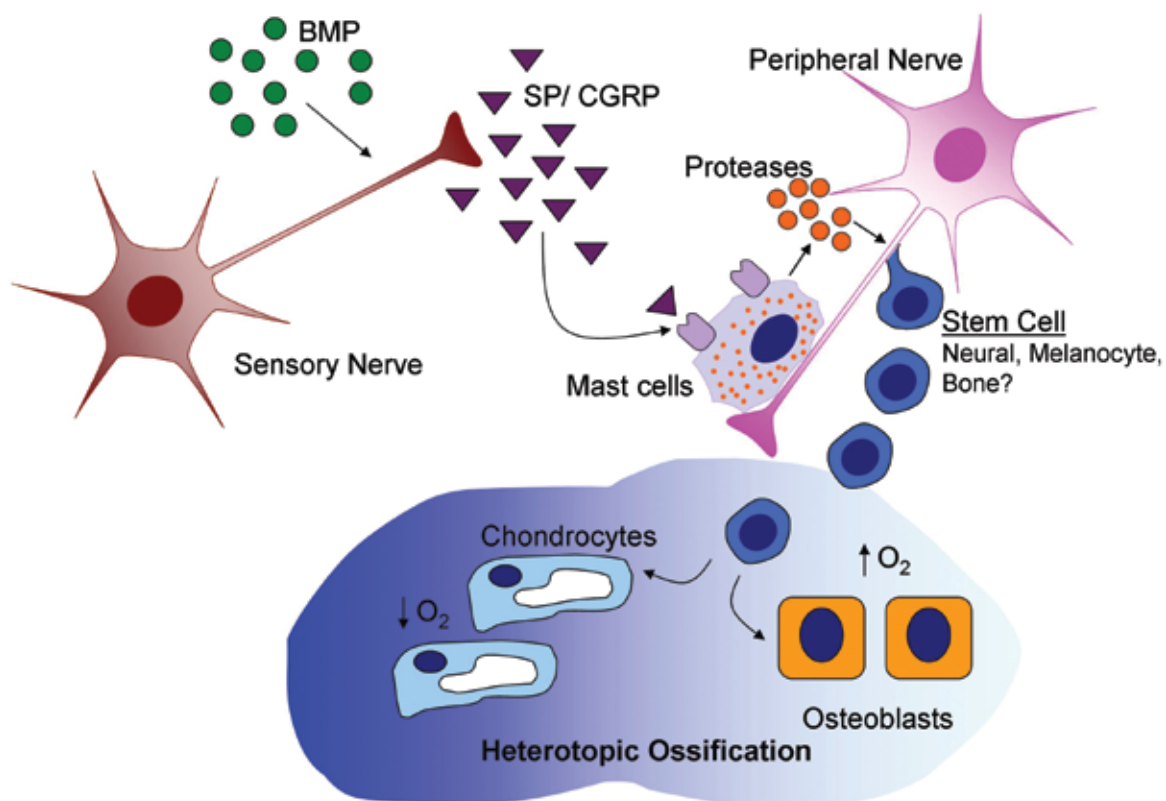 BMP
SP/ CGRP
Peripheral Nerve
Proteases
Sensory Nerve
Mast cells
Stem Cell
Neural, Melanocyte,
Bone?
Chondrocytes
↑ O₂
↓ O₂
Osteoblasts
Heterotopic Ossification